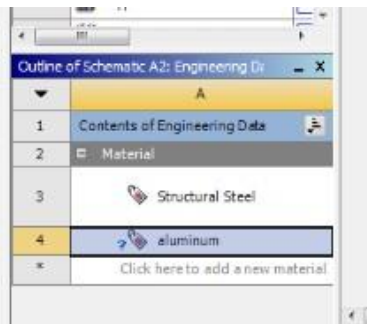 Outline of Schematic A2: Engineering D
A
1 Contents of Engineering Data
2 Material
3 Structural Steel
4 ? aluminum
* Click here to add a new material